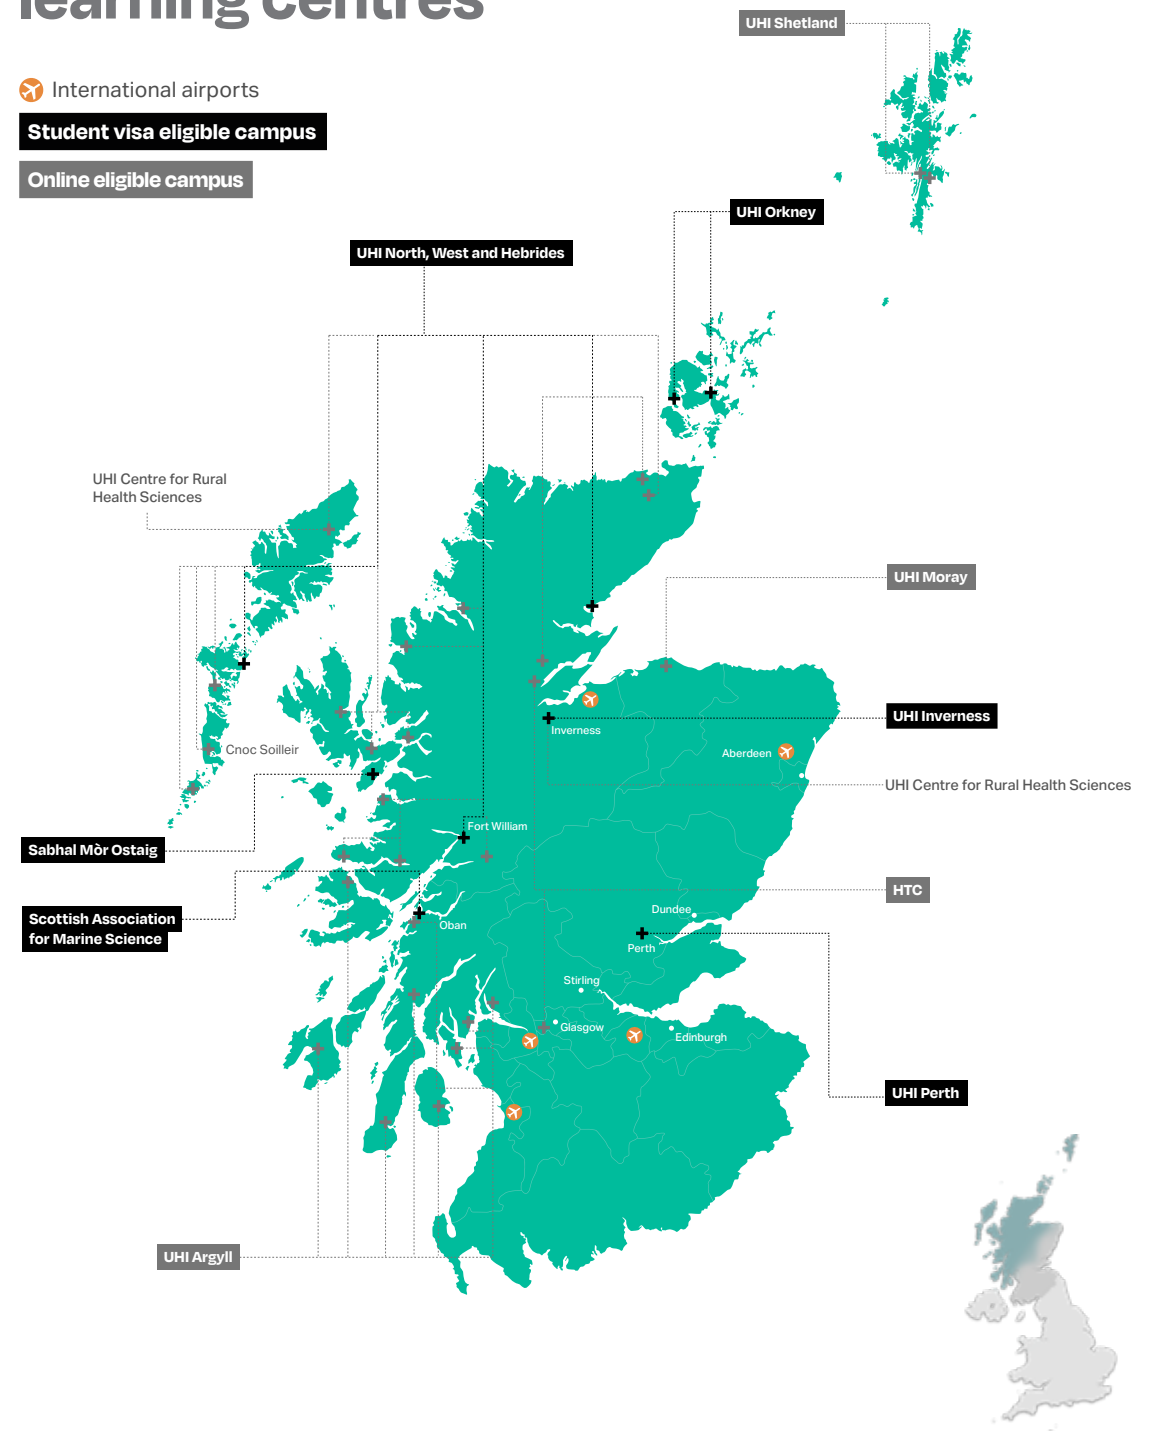 learning centres
International airports
Student visa eligible campus
Online eligible campus
UHI Shetland
UHI Orkney
UHI North, West and Hebrides
UHI Centre for Rural
Health Sciences
UHI Moray
UHI Inverness
Inverness
Aberdeen
Cnoc Soilleir
UHI Centre for Rural Health Sciences
Fort William
Sabhal Mòr Ostaig
HTC
Dundee
Scottish Association
for Marine Science
Oban
Perth
Stirling
Glasgow
Edinburgh
UHI Perth
UHI Argyll